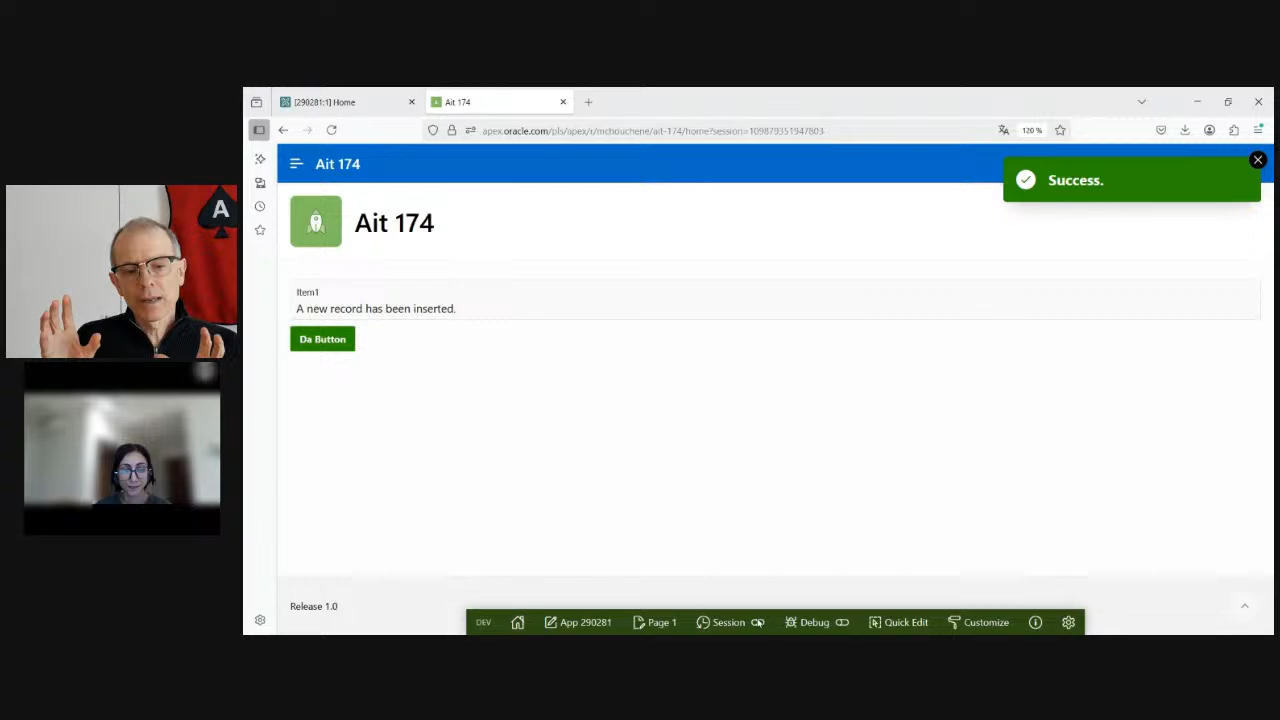 A
[290281:1] Home
Ait 174
apex.oracle.com/pls/apex/r/mchouchene/ait-174/home?session=109879351947803
120 %
Ait 174
Success.
Ait 174
Item1
A new record has been inserted.
Da Button
Release 1.0
DEV
App 290281
Page 1
Session
Debug
Quick Edit
Customize